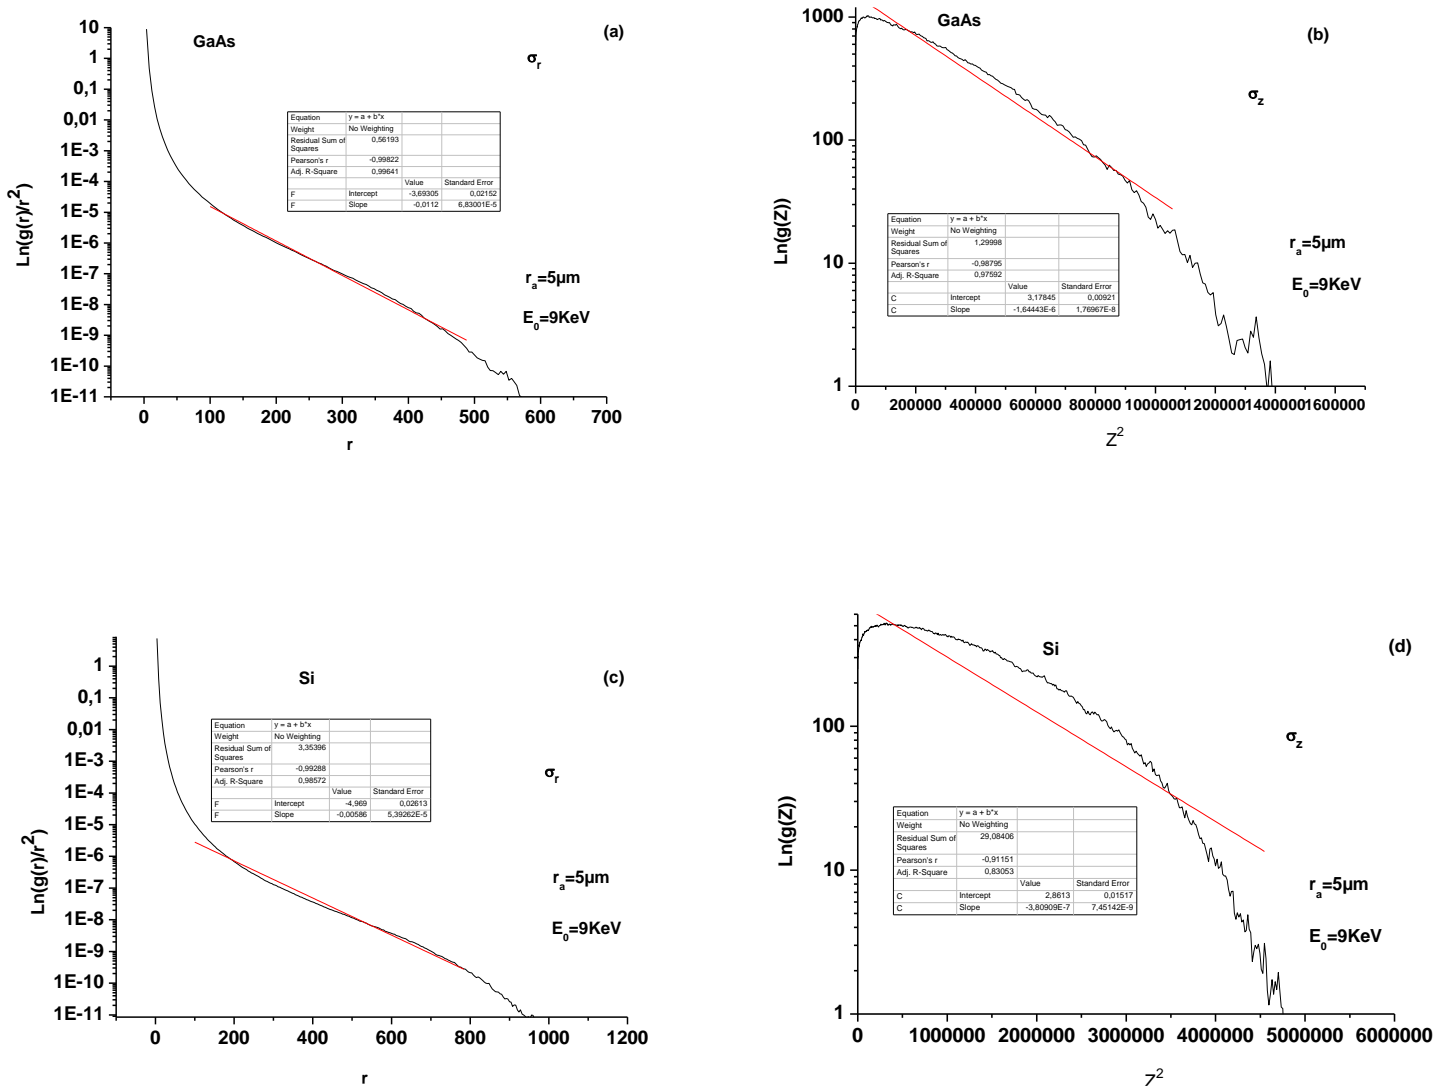 (a)
GaAs
σr
Ln(g(r)/r2)
10
1
0,1
0,01
1E-3
1E-4
1E-5
1E-6
1E-7
1E-8
1E-9
1E-10
1E-11
Equation y = a + b*x
Weight No Weighting
Residual Sum of Squares 0,56193
Pearson's r -0,99822
Adj. R-Square 0,99641
Value Standard Error
F Intercept -3,69305 0,02152
F Slope -0,0112 6,83001E-5
ra=5µm
E0=9KeV
0 100 200 300 400 500 600 700
r
(b)
GaAs
σz
Ln(g(Z))
1000
100
10
1
Equation y = a + b*x
Weight No Weighting
Residual Sum of Squares 1,29998
Pearson's r -0,98795
Adj. R-Square 0,97592
Value Standard Error
C Intercept 3,17845 0,00921
C Slope -1,64443E-6 1,76967E-8
ra=5µm
E0=9KeV
0 200000 400000 600000 800000 1000000 1200000 1400000 1600000
Z2
(c)
Si
σr
Ln(g(r)/r2)
1
0,1
0,01
1E-3
1E-4
1E-5
1E-6
1E-7
1E-8
1E-9
1E-10
1E-11
Equation y = a + b*x
Weight No Weighting
Residual Sum of Squares 3,35396
Pearson's r -0,99288
Adj. R-Square 0,98572
Value Standard Error
F Intercept -4,969 0,02613
F Slope -0,00586 5,39262E-5
ra=5µm
E0=9KeV
0 200 400 600 800 1000 1200
r
(d)
Si
σz
Ln(g(Z))
100
10
1
Equation y = a + b*x
Weight No Weighting
Residual Sum of Squares 29,08406
Pearson's r -0,91151
Adj. R-Square 0,83053
Value Standard Error
C Intercept 2,8613 0,01517
C Slope -3,80909E-7 7,45142E-9
ra=5µm
E0=9KeV
0 1000000 2000000 3000000 4000000 5000000 6000000
Z2